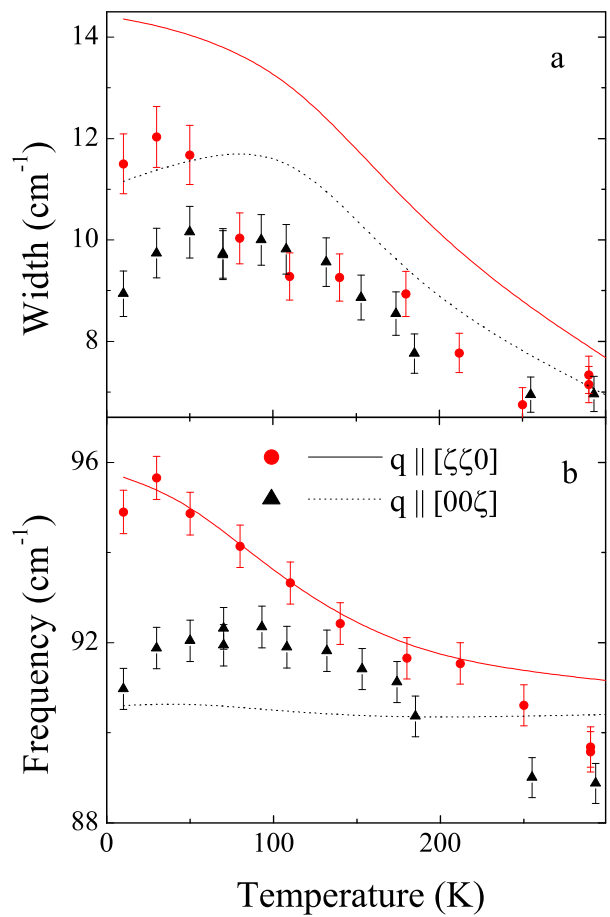 14
a
12
10
8
Width (cm-1)
96
q || [ζζ0]
b
q || [00ζ]
92
88
Frequency (cm-1)
0
100
200
Temperature (K)